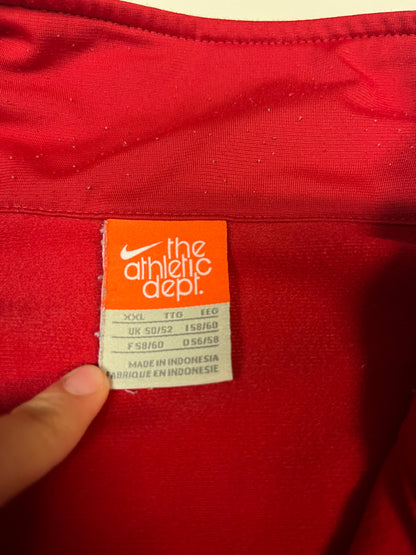 the
athletic
dept.
XXL TTG EEG
UK 50/52 I 58/60
F 58/60 D 56/58
MADE IN INDONESIA
FABRIQUE EN INDONESIE